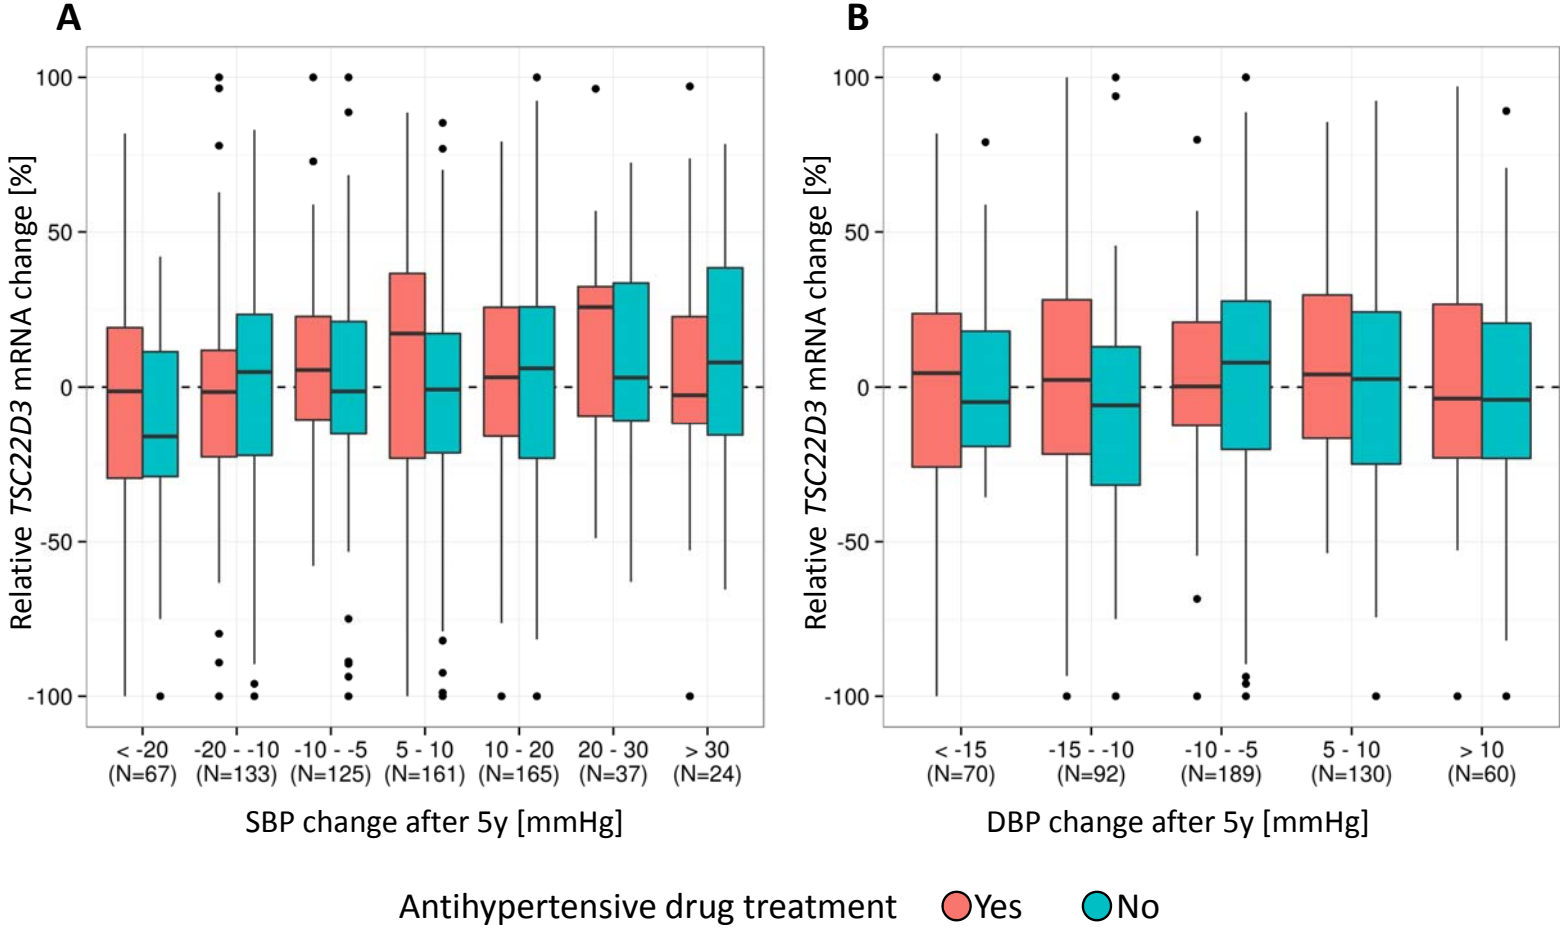 A
Relative TSC22D3 mRNA change [%]
100
50
0
-50
-100
< -20 -20 - -10 -10 - -5 5 - 10 10 - 20 20 - 30 > 30
(N=67) (N=133) (N=125) (N=161) (N=165) (N=37) (N=24)
SBP change after 5y [mmHg]
B
Relative TSC22D3 mRNA change [%]
100
50
0
-50
-100
< -15 -15 - -10 -10 - -5 5 - 10 > 10
(N=70) (N=92) (N=189) (N=130) (N=60)
DBP change after 5y [mmHg]
Antihypertensive drug treatment Yes No